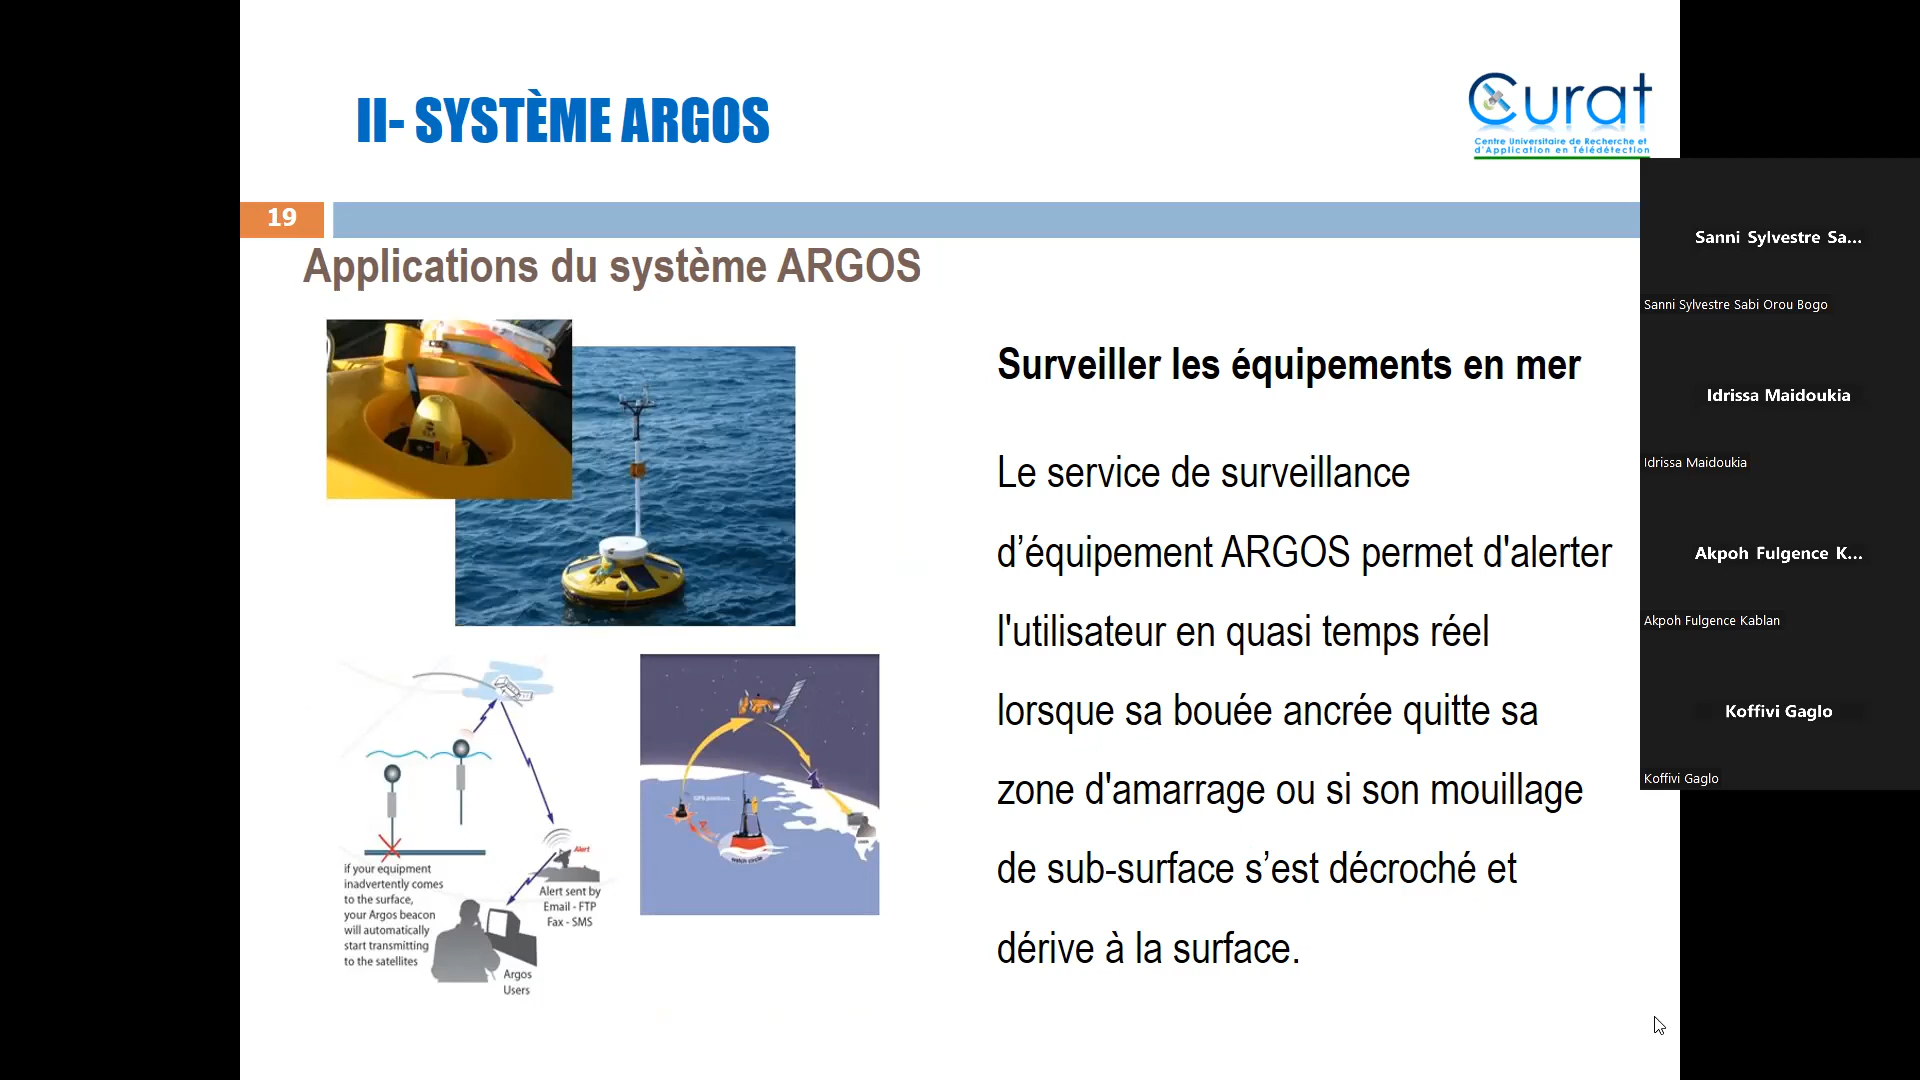 II- SYSTÈME ARGOS
Curat
Centre Universitaire de Recherche et
d'Application en Télédétection
19
Applications du système ARGOS
Surveiller les équipements en mer
Le service de surveillance
d’équipement ARGOS permet d'alerter
l'utilisateur en quasi temps réel
lorsque sa bouée ancrée quitte sa
zone d'amarrage ou si son mouillage
de sub-surface s’est décroché et
dérive à la surface.
if your equipment
inadvertently comes
to the surface,
your Argos beacon
will automatically
start transmitting
to the satellites
Alert
Alert sent by
Email - FTP
Fax - SMS
Argos
Users
GPS positions
watch circle
Sanni Sylvestre Sa...
Sanni Sylvestre Sabi Orou Bogo
Idrissa Maidoukia
Idrissa Maidoukia
Akpoh Fulgence K...
Akpoh Fulgence Kablan
Koffivi Gaglo
Koffivi Gaglo